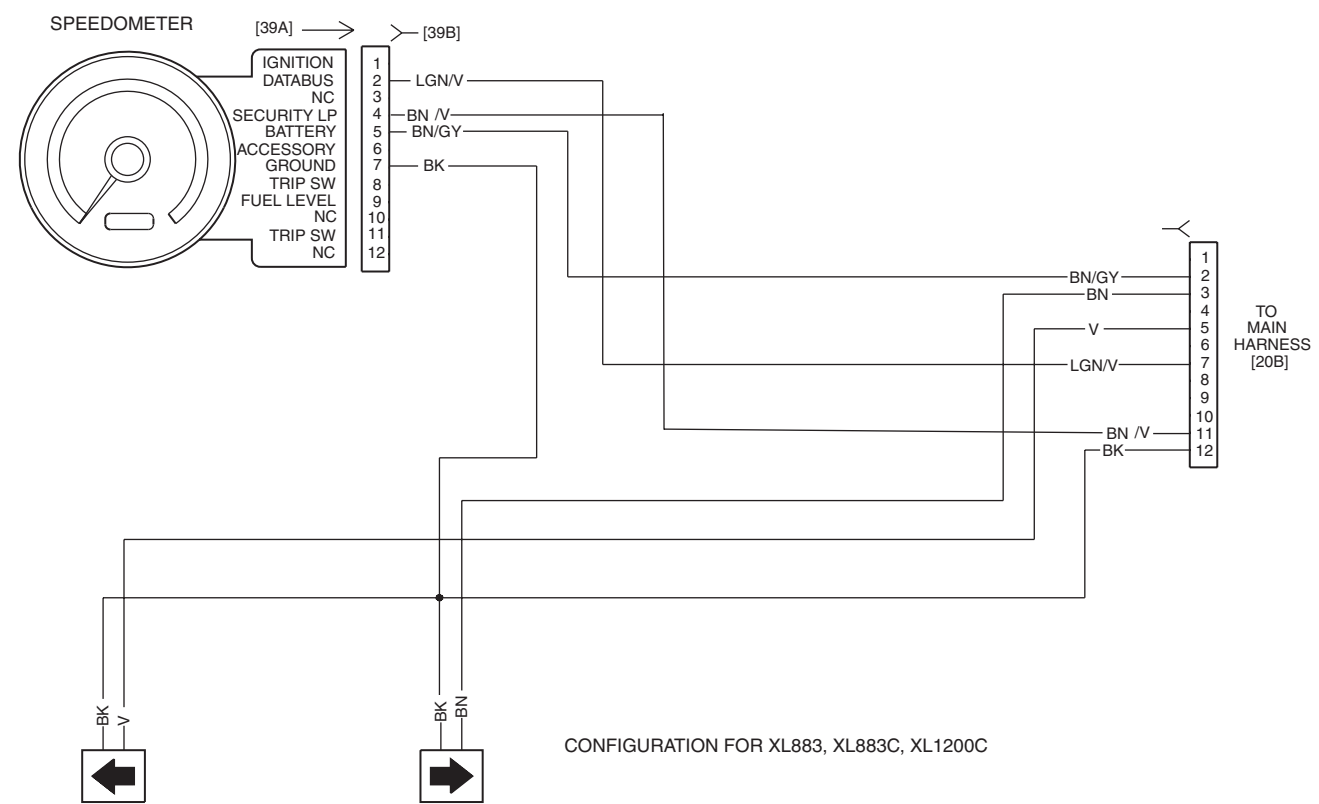 SPEEDOMETER
[39A]
[39B]
IGNITION 1
DATABUS 2 LGN/V
NC 3
SECURITY LP 4 BN /V
BATTERY 5 BN/GY
ACCESSORY 6
GROUND 7 BK
TRIP SW 8
FUEL LEVEL 9
NC 10
TRIP SW 11
NC 12
1
BN/GY 2
BN 3
4
V 5
6
LGN/V 7
8
9
10
BN /V 11
BK 12
TO
MAIN
HARNESS
[20B]
BK
V
BK
BN
CONFIGURATION FOR XL883, XL883C, XL1200C